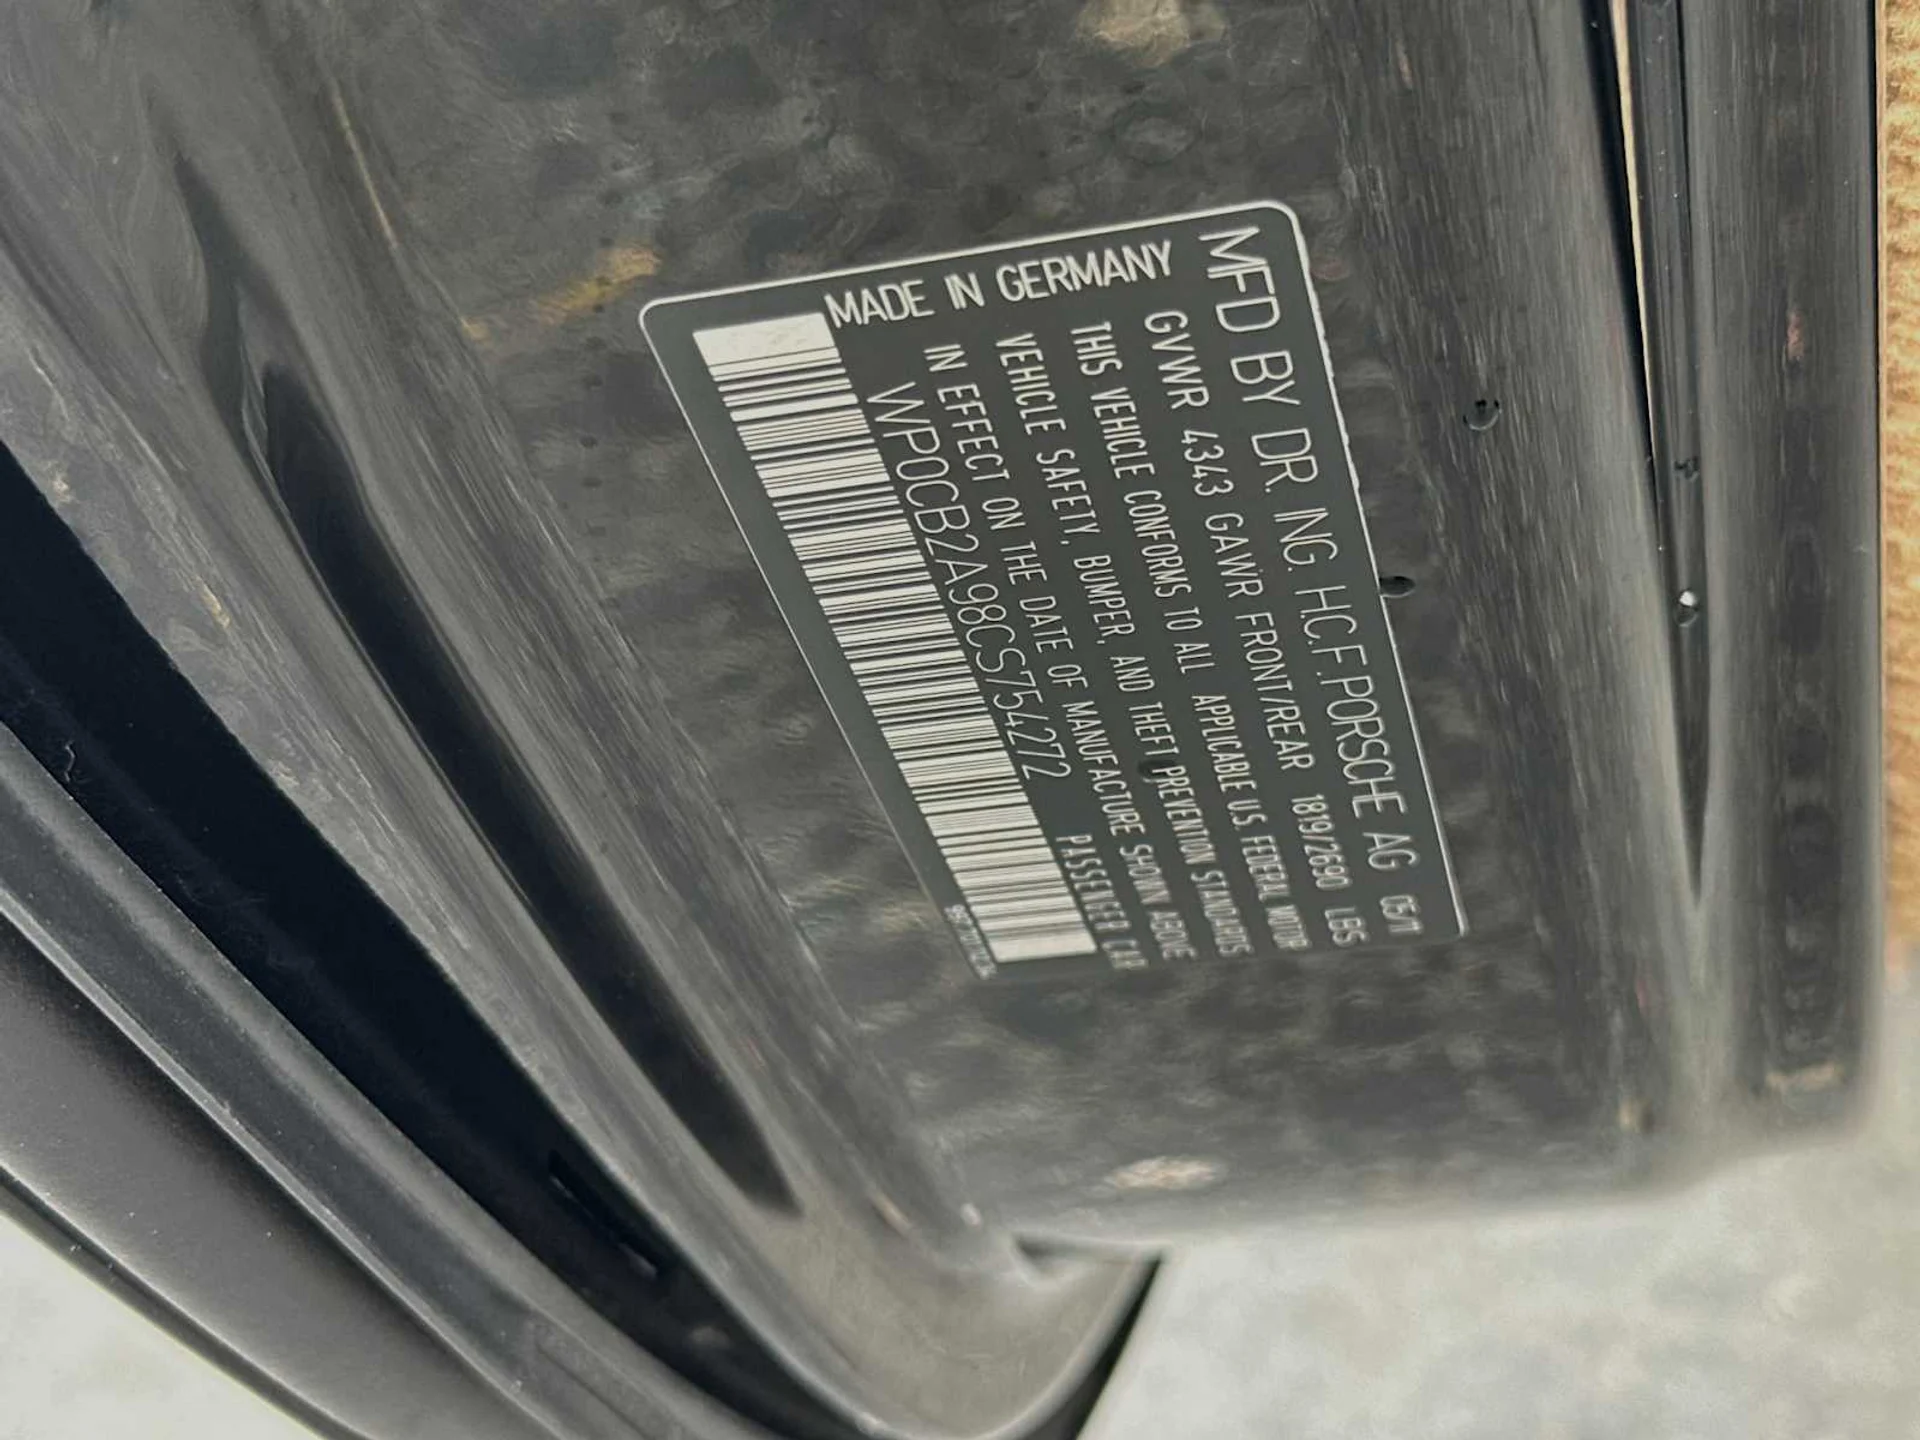 MFD BY DR. ING. H.C.F. PORSCHE AG 05/11
GVWR 4343 GAWR FRONT/REAR 1819/2690 LBS
THIS VEHICLE CONFORMS TO ALL APPLICABLE U.S. FEDERAL MOTOR
VEHICLE SAFETY, BUMPER, AND THEFT PREVENTION STANDARDS
IN EFFECT ON THE DATE OF MANUFACTURE SHOWN ABOVE
WP0CB2A98CS754272 PASSENGER CAR
MADE IN GERMANY